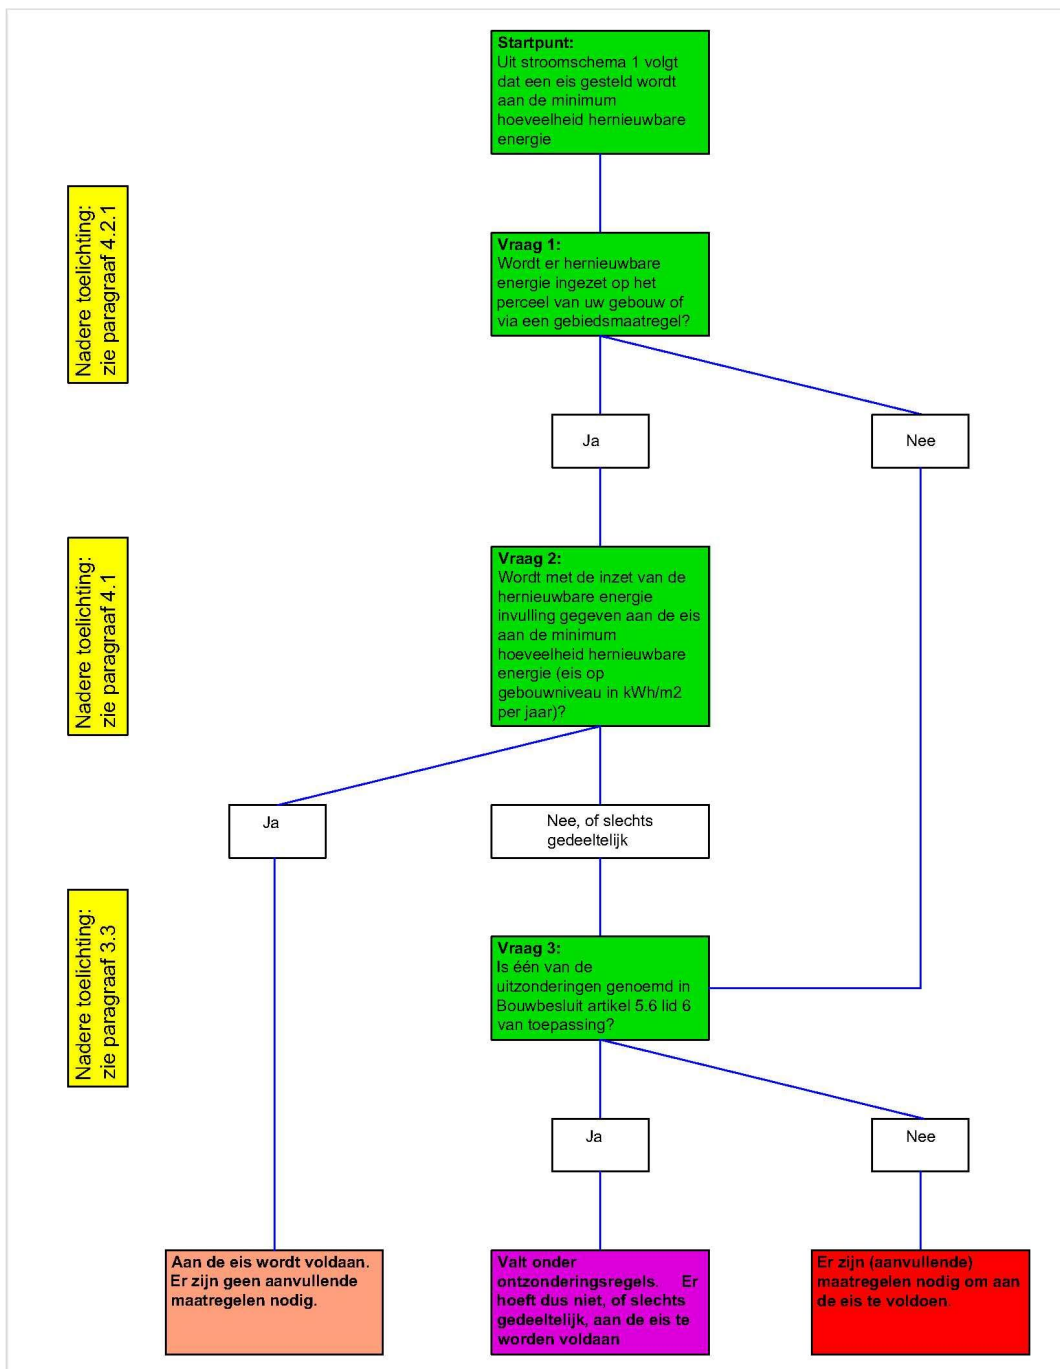 Startpunt:
Uit stroomschema 1 volgt
dat een eis gesteld wordt
aan de minimum
hoeveelheid hernieuwbare
energie
Nadere toelichting:
zie paragraaf 4.2.1
Vraag 1:
Wordt er hernieuwbare
energie ingezet op het
perceel van uw gebouw of
via een gebiedsmaatregel?
Ja
Nee
Nadere toelichting:
zie paragraaf 4.1
Vraag 2:
Wordt met de inzet van de
hernieuwbare energie
invulling gegeven aan de eis
aan de minimum
hoeveelheid hernieuwbare
energie (eis op
gebouwniveau in kWh/m2
per jaar)?
Ja
Nee, of slechts
gedeeltelijk
Nadere toelichting:
zie paragraaf 3.3
Vraag 3:
Is één van de
uitzonderingen genoemd in
Bouwbesluit artikel 5.6 lid 6
van toepassing?
Ja
Nee
Aan de eis wordt voldaan.
Er zijn geen aanvullende
maatregelen nodig.
Valt onder
ontzonderingsregels. Er
hoeft dus niet, of slechts
gedeeltelijk, aan de eis te
worden voldaan
Er zijn (aanvullende)
maatregelen nodig om aan
de eis te voldoen.